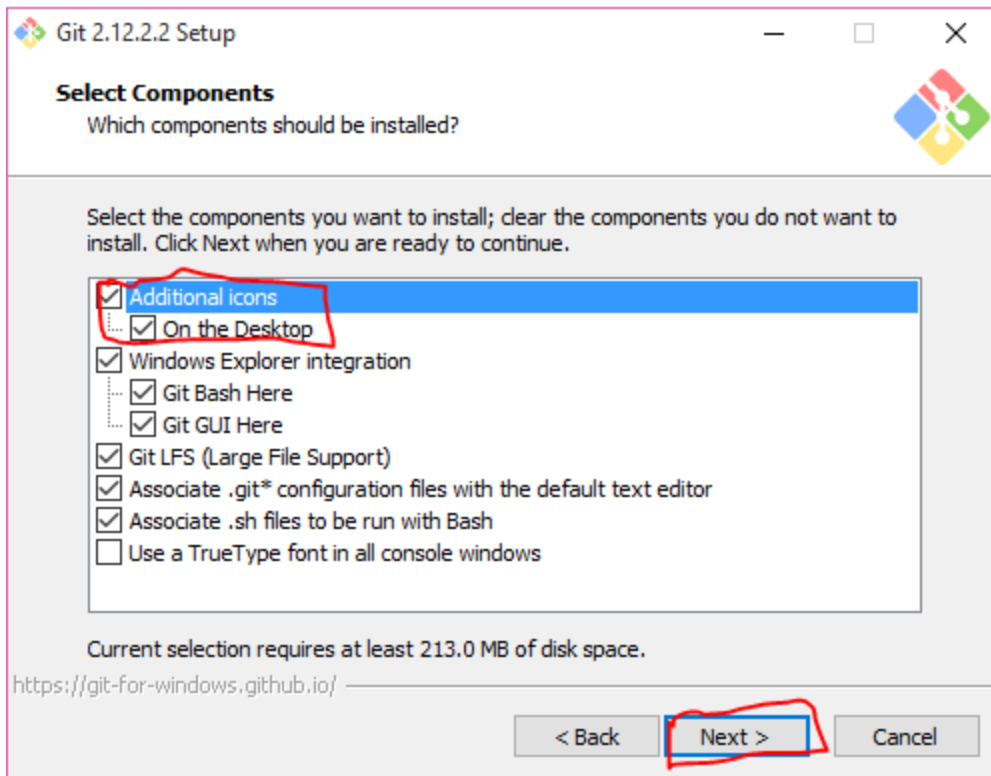 Git 2.12.2.2 Setup
Select Components
Which components should be installed?
Select the components you want to install; clear the components you do not want to
install. Click Next when you are ready to continue.
Additional icons
On the Desktop
Windows Explorer integration
Git Bash Here
Git GUI Here
Git LFS (Large File Support)
Associate .git* configuration files with the default text editor
Associate .sh files to be run with Bash
Use a TrueType font in all console windows
Current selection requires at least 213.0 MB of disk space.
https://git-for-windows.github.io/
< Back Next > Cancel